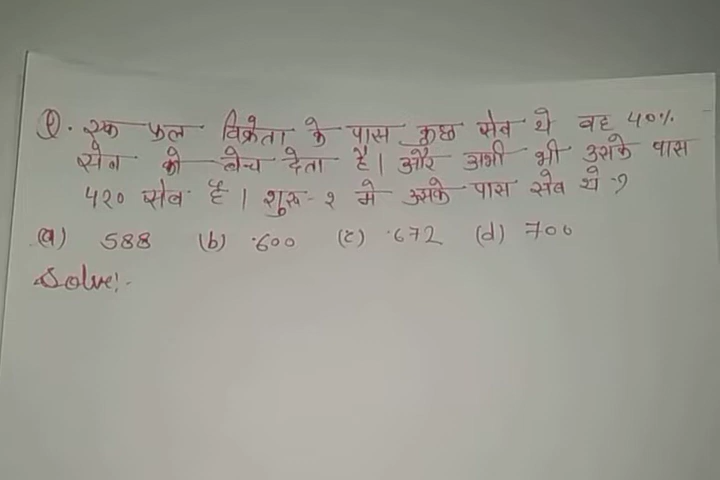 Q. एक फल विक्रेता के पास कुछ सेब थे वह 40%
सेब को बेच देता है। और अभी भी उसके पास
420 सेब हैं। शुरू-२ मे उसके पास सेब थे ?
(a) 588 (b) 600 (c) 672 (d) 700
Solve:-